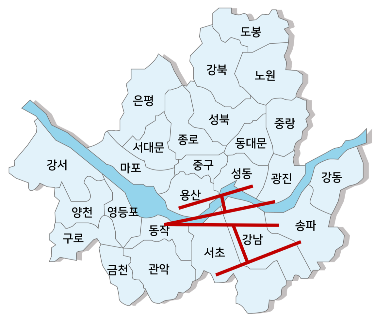 도봉
강북
노원
은평
성북
중랑
종로
동대문
서대문
마포
중구
성동
강서
광진
강동
용산
양천
영등포
송파
동작
구로
강남
서초
금천
관악